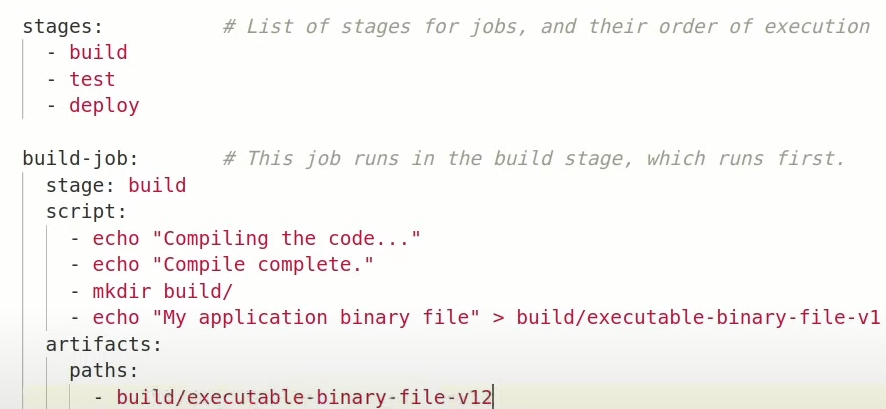 stages: # List of stages for jobs, and their order of execution
- build
- test
- deploy
build-job: # This job runs in the build stage, which runs first.
stage: build
script:
- echo "Compiling the code..."
- echo "Compile complete."
- mkdir build/
- echo "My application binary file" > build/executable-binary-file-v1
artifacts:
paths:
- build/executable-binary-file-v12